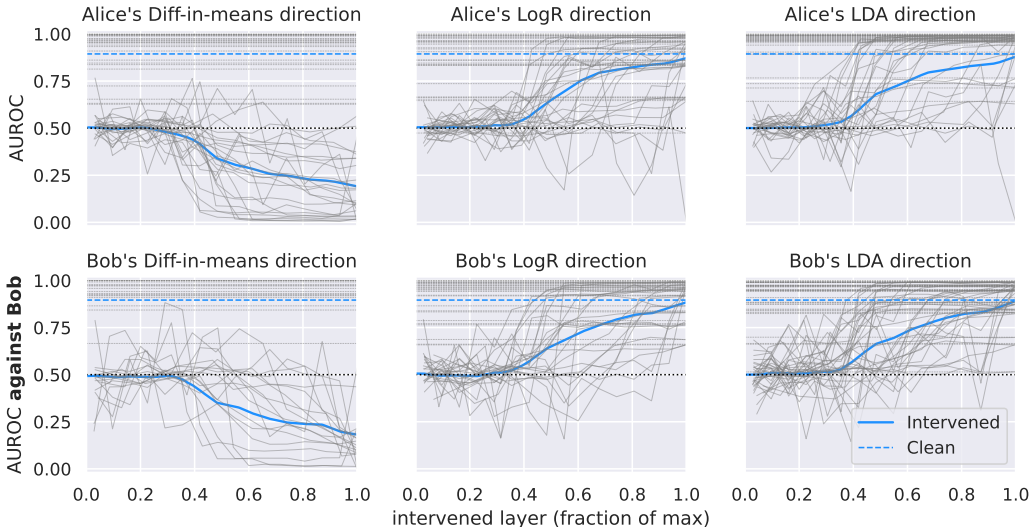 Alice's Diff-in-means direction
Alice's LogR direction
Alice's LDA direction
AUROC
1.00
0.75
0.50
0.25
0.00
Bob's Diff-in-means direction
Bob's LogR direction
Bob's LDA direction
AUROC against Bob
1.00
0.75
0.50
0.25
0.00
Intervened
Clean
0.0 0.2 0.4 0.6 0.8 1.0
0.0 0.2 0.4 0.6 0.8 1.0
0.0 0.2 0.4 0.6 0.8 1.0
intervened layer (fraction of max)